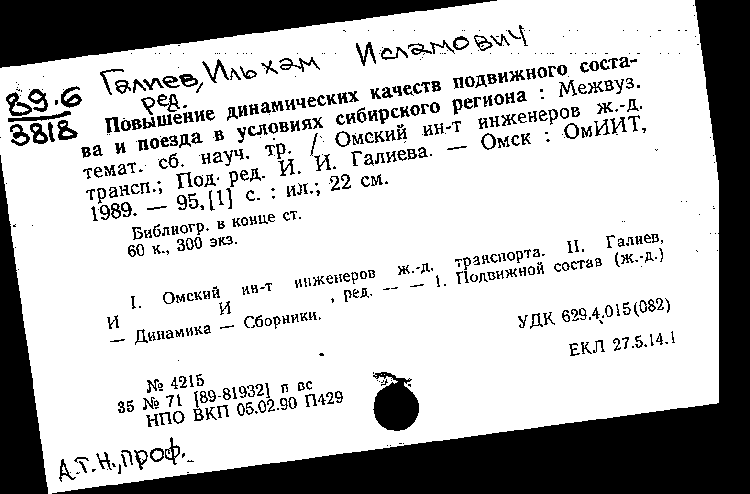 Галиев, Ильхам Исламович
ред.
89.6
3818
Повышение динамических качеств подвижного соста-
ва и поезда в условиях сибирского региона : Межвуз.
темат. сб. науч. тр. / Омский ин-т инженеров ж.-д.
трансп.; Под ред. И. И. Галиева. — Омск : ОмИИТ,
1989. — 95,[1] с. : ил.; 22 см.
Библиогр. в конце ст.
60 к., 300 экз.
I. Омский ин-т инженеров ж.-д. транспорта. II. Галиев,
И И , ред. — — 1. Подвижной состав (ж.-д.)
— Динамика — Сборники.
УДК 629.4.015(082)
ЕКЛ 27.5.14.1
№ 4215
35 № 71 [89-81932] п вс
НПО ВКП 05.02.90 П429
д.т.н., проф.